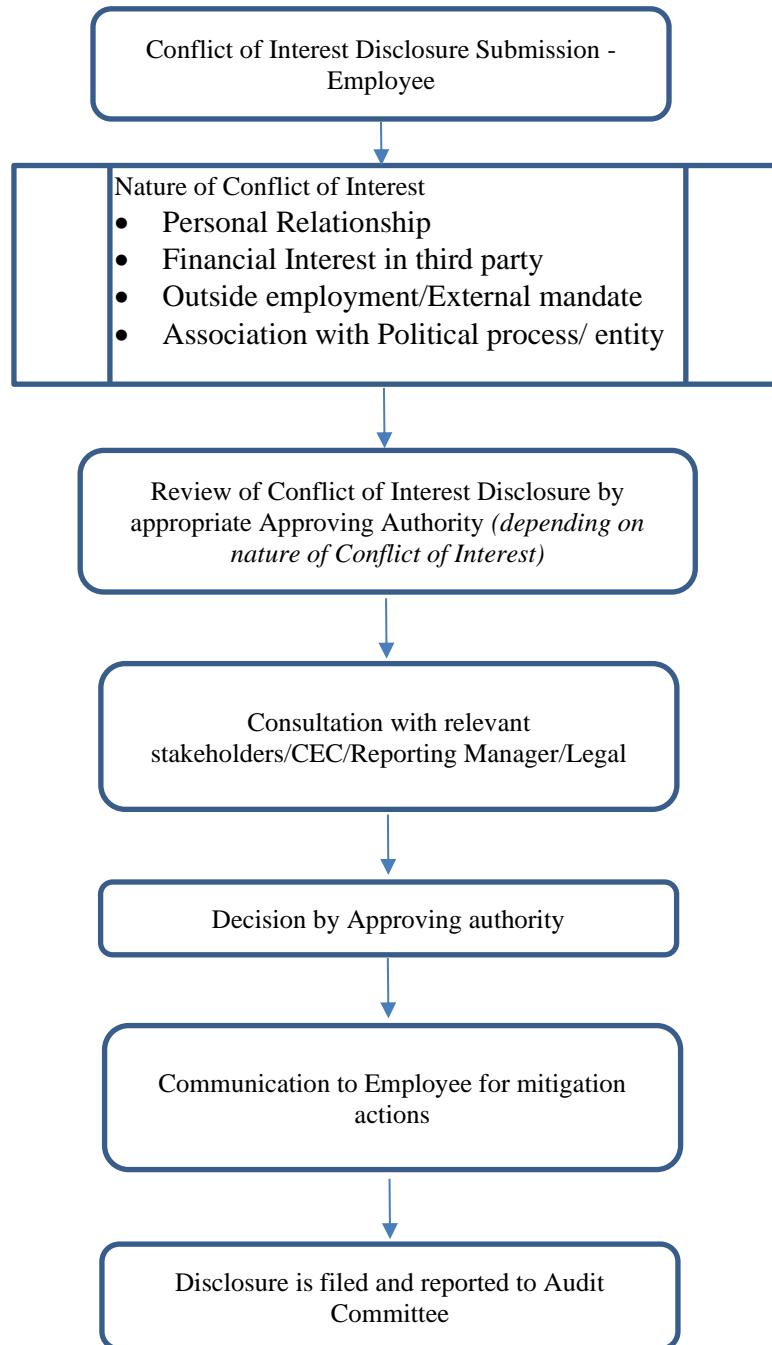 Conflict of Interest Disclosure Submission -
Employee
Nature of Conflict of Interest
• Personal Relationship
• Financial Interest in third party
• Outside employment/External mandate
• Association with Political process/ entity
Review of Conflict of Interest Disclosure by
appropriate Approving Authority (depending on
nature of Conflict of Interest)
Consultation with relevant
stakeholders/CEC/Reporting Manager/Legal
Decision by Approving authority
Communication to Employee for mitigation
actions
Disclosure is filed and reported to Audit
Committee